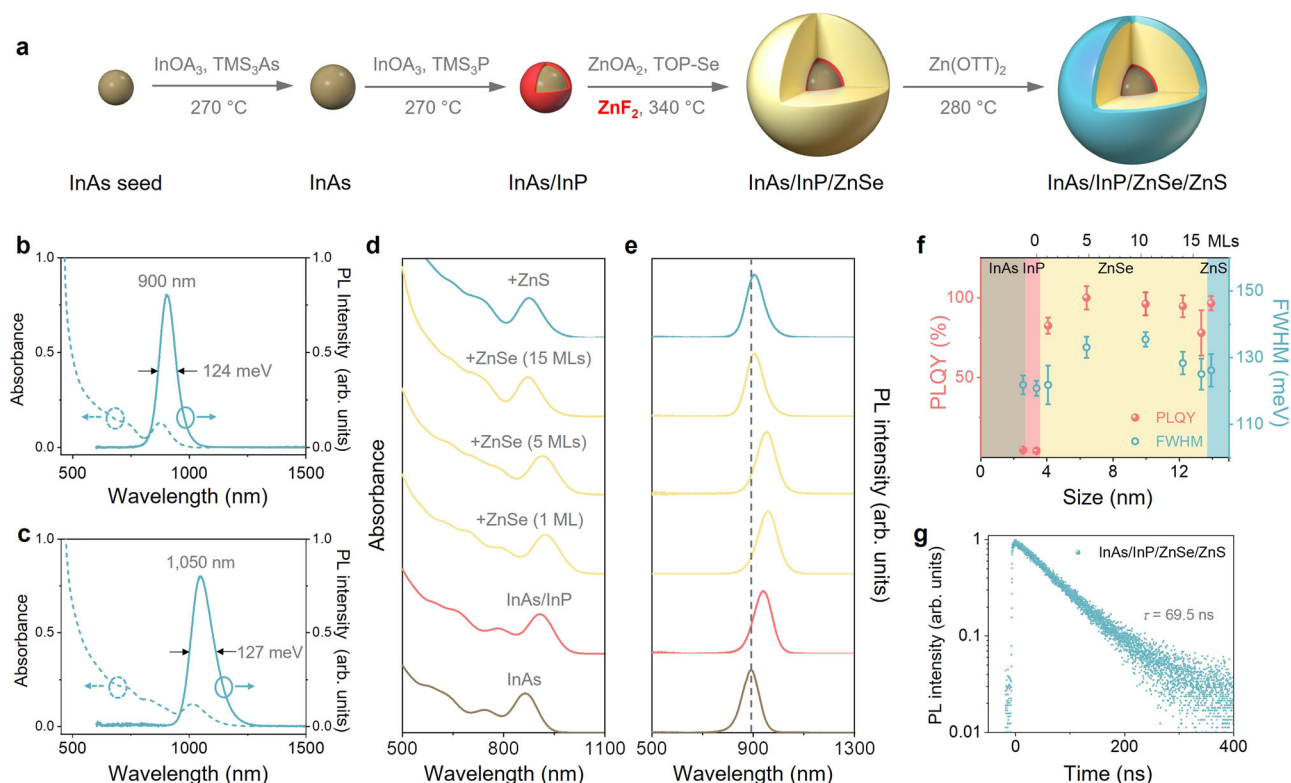 a
InOA3, TMS3As
270 °C
InOA3, TMS3P
270 °C
ZnOA2, TOP-Se
ZnF2, 340 °C
Zn(OTT)2
280 °C
InAs seed
InAs
InAs/InP
InAs/InP/ZnSe
InAs/InP/ZnSe/ZnS
b
1.0
0.5
0.0
Absorbance
900 nm
124 meV
1.0
0.5
0.0
PL Intensity
(arb. units)
500
1000
1500
Wavelength (nm)
c
1.0
0.5
0.0
Absorbance
1,050 nm
127 meV
1.0
0.5
0.0
PL intensity
(arb. units)
500
1000
1500
Wavelength (nm)
d
Absorbance
+ZnS
+ZnSe (15 MLs)
+ZnSe (5 MLs)
+ZnSe (1 ML)
InAs/InP
InAs
500
800
1100
Wavelength (nm)
e
PL intensity (arb. units)
500
900
1300
Wavelength (nm)
f
0
5
10
15
MLs
InAs
InP
ZnSe
ZnS
100
50
PLQY (%)
150
130
110
FWHM (meV)
PLQY
FWHM
0
4
8
12
Size (nm)
g
1
0.1
0.01
PL intensity (arb. units)
InAs/InP/ZnSe/ZnS
τ = 69.5 ns
0
200
400
Time (ns)